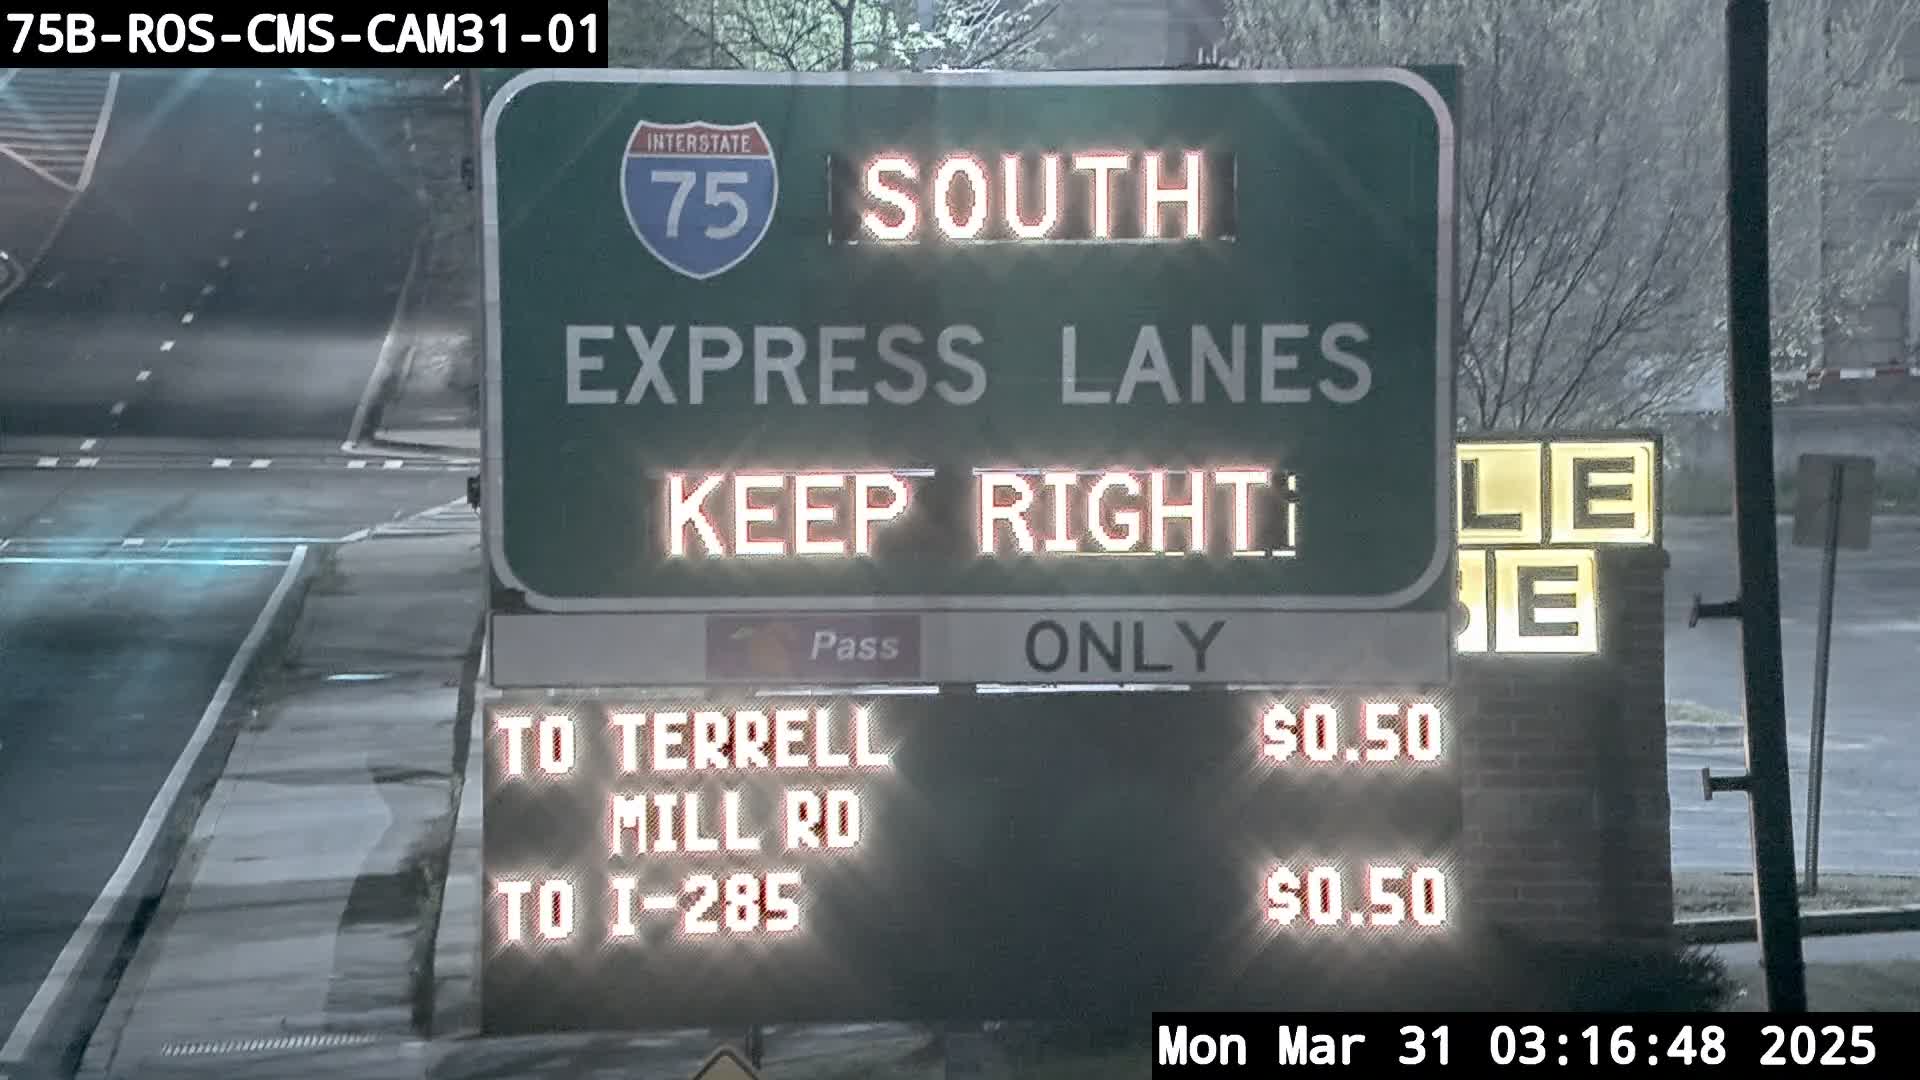 75B-ROS-CMS-CAM31-01
INTERSTATE
75
SOUTH
EXPRESS LANES
KEEP RIGHT
Pass ONLY
TO TERRELL $0.50
MILL RD
TO I-285 $0.50
LE
E
Mon Mar 31 03:16:48 2025